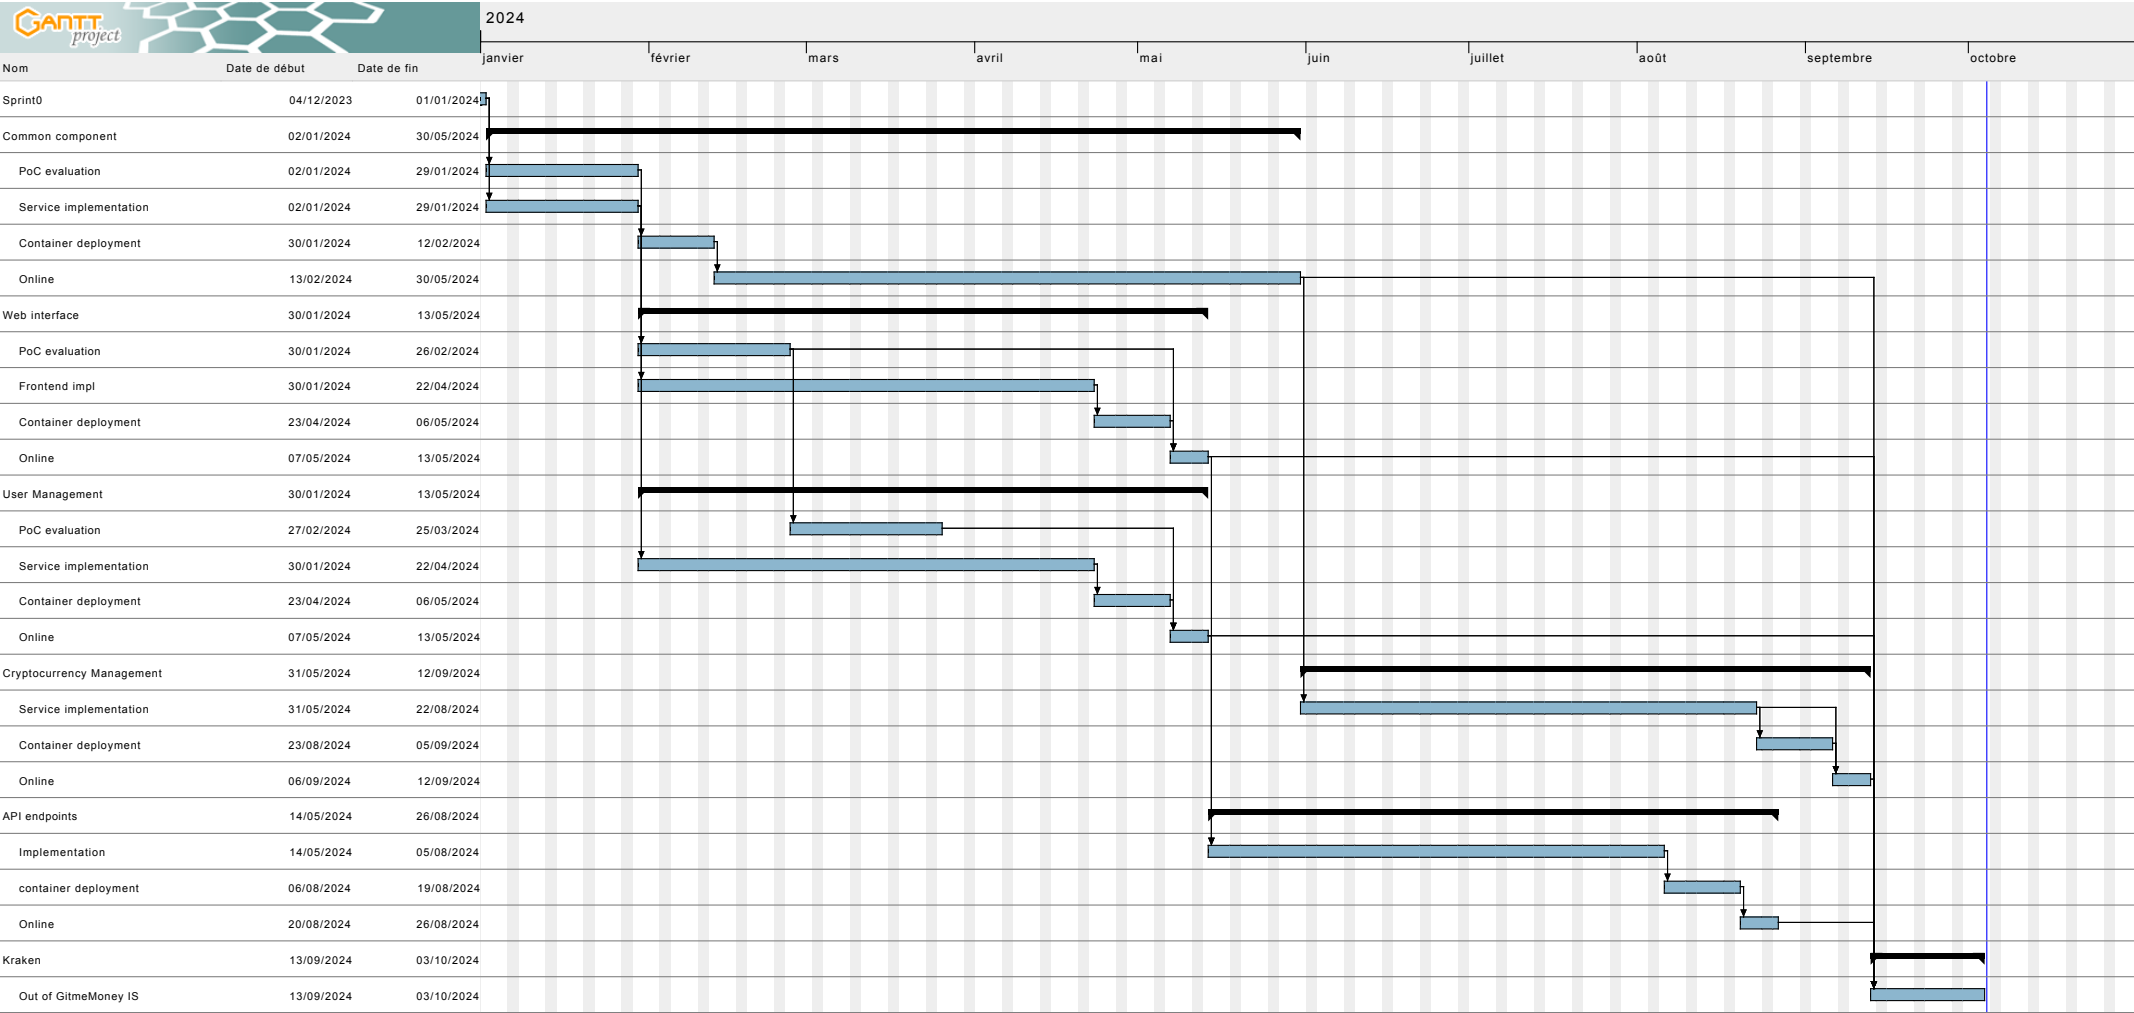 GANTT
project
2024
janvier février mars avril mai juin juillet août septembre octobre
Nom Date de début Date de fin
Sprint0 04/12/2023 01/01/2024
Common component 02/01/2024 30/05/2024
PoC evaluation 02/01/2024 29/01/2024
Service implementation 02/01/2024 29/01/2024
Container deployment 30/01/2024 12/02/2024
Online 13/02/2024 30/05/2024
Web interface 30/01/2024 13/05/2024
PoC evaluation 30/01/2024 26/02/2024
Frontend impl 30/01/2024 22/04/2024
Container deployment 23/04/2024 06/05/2024
Online 07/05/2024 13/05/2024
User Management 30/01/2024 13/05/2024
PoC evaluation 27/02/2024 25/03/2024
Service implementation 30/01/2024 22/04/2024
Container deployment 23/04/2024 06/05/2024
Online 07/05/2024 13/05/2024
Cryptocurrency Management 31/05/2024 12/09/2024
Service implementation 31/05/2024 22/08/2024
Container deployment 23/08/2024 05/09/2024
Online 06/09/2024 12/09/2024
API endpoints 14/05/2024 26/08/2024
Implementation 14/05/2024 05/08/2024
container deployment 06/08/2024 19/08/2024
Online 20/08/2024 26/08/2024
Kraken 13/09/2024 03/10/2024
Out of GitmeMoney IS 13/09/2024 03/10/2024